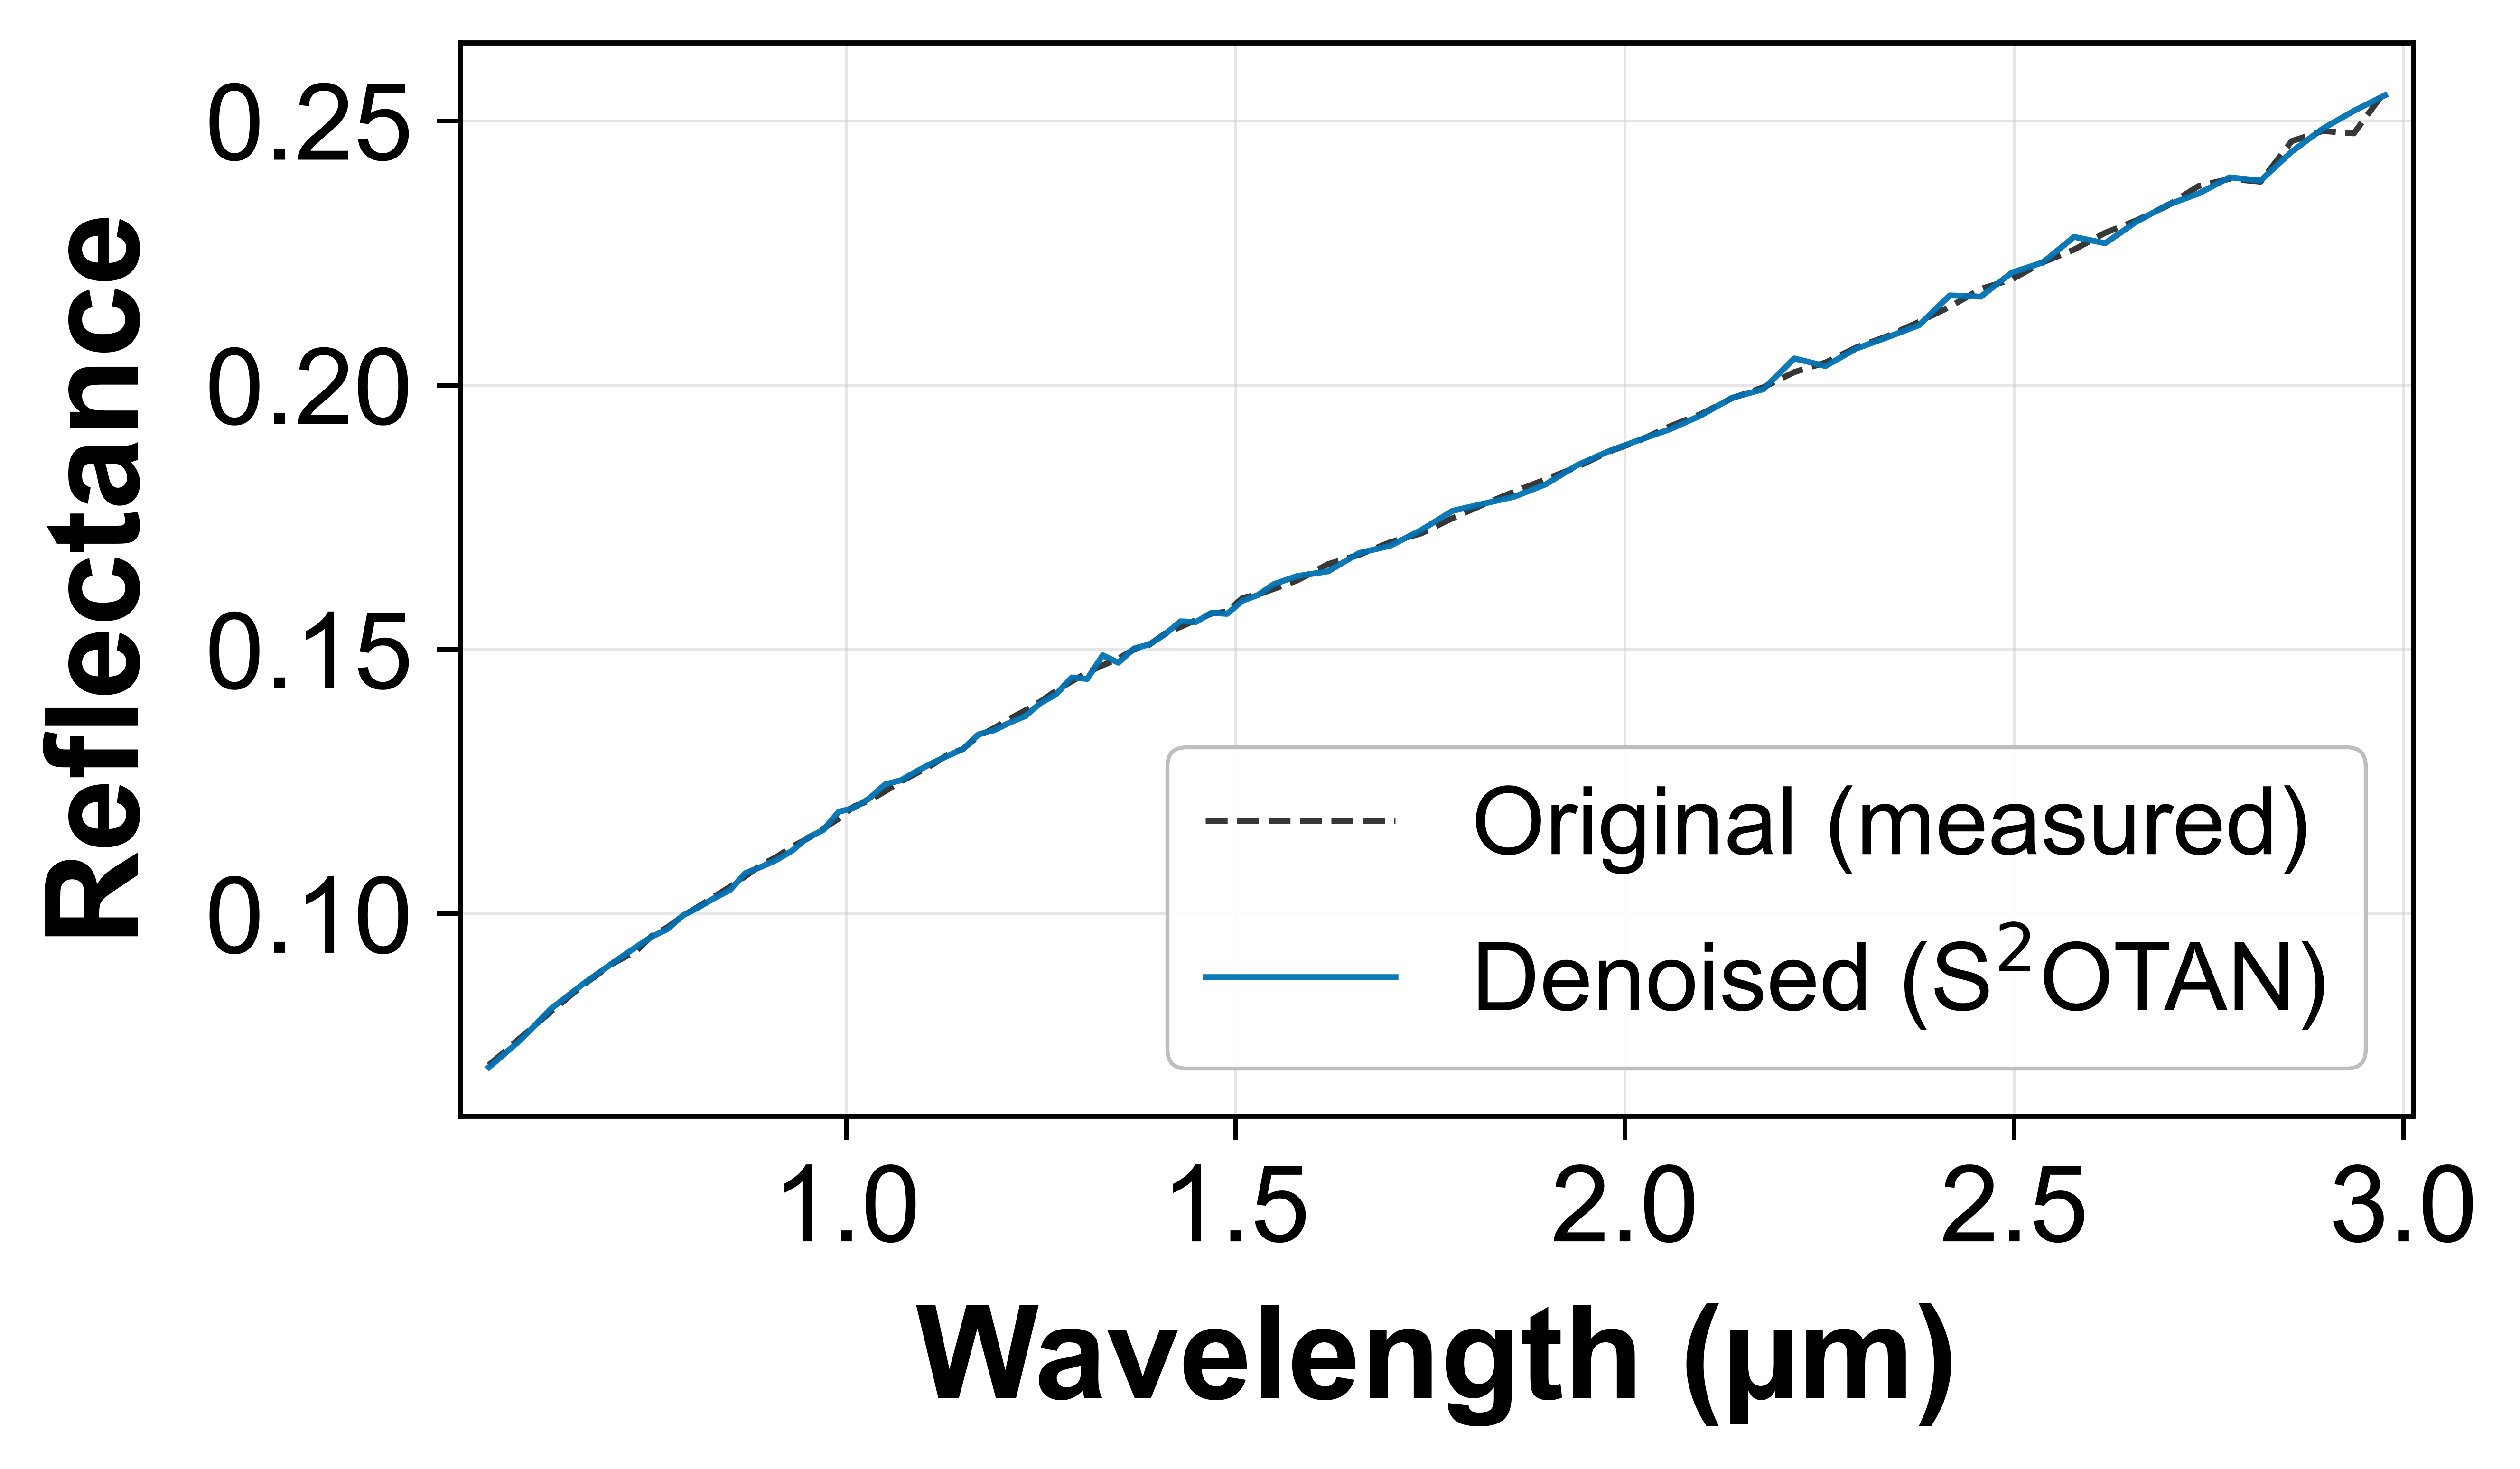 0.25
0.20
0.15
0.10
Reflectance
Original (measured)
Denoised (S²OTAN)
1.0 1.5 2.0 2.5 3.0
Wavelength (µm)